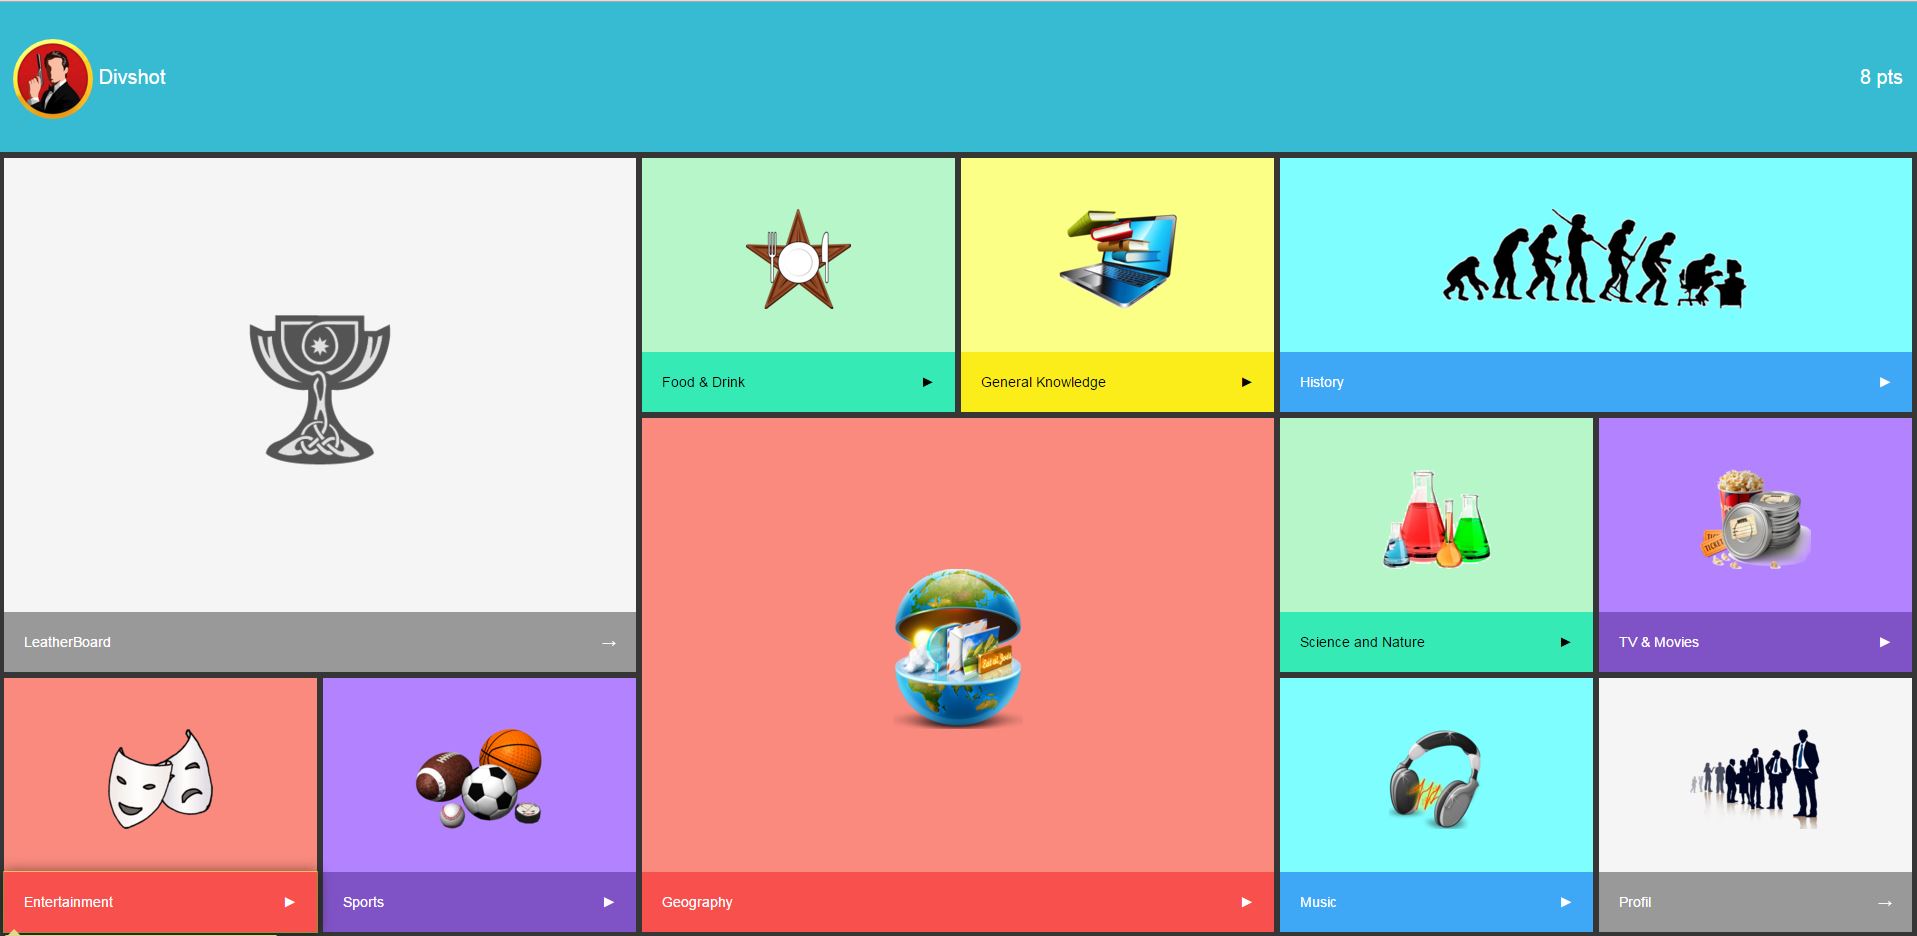 Divshot
8 pts
Food & Drink
General Knowledge
History
LeatherBoard
Science and Nature
TV & Movies
Entertainment
Sports
Geography
Music
Profil